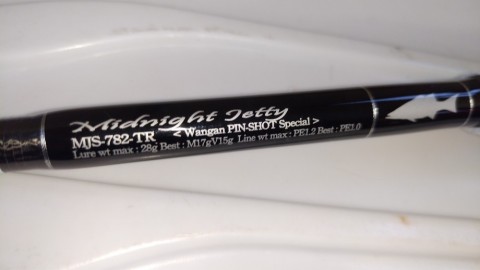 Midnight Jetty
MJS-782-TR < Wangan PIN-SHOT Special >
Lure wt max : 28g Best : M17gV15g Line wt max : PE1.2 Best : PE1.0